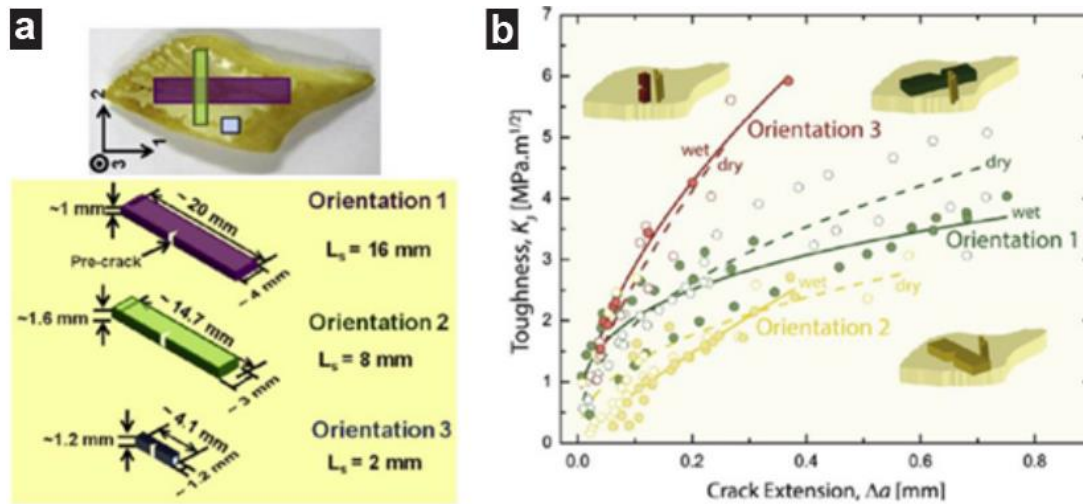 a
2
1
3
Orientation 1
~1 mm
~ 20 mm
L_s = 16 mm
Pre-crack
~ 4 mm
Orientation 2
~1.6 mm
~ 14.7 mm
L_s = 8 mm
~ 3 mm
Orientation 3
~1.2 mm
~ 4.1 mm
L_s = 2 mm
~ 1.2 mm
b
Toughness, K_J [MPa.m^1/2]
7
6
5
4
3
2
1
0
wet
Orientation 3
dry
dry
wet
Orientation 1
wet
dry
Orientation 2
0.0
0.2
0.4
0.6
0.8
Crack Extension, Δa [mm]